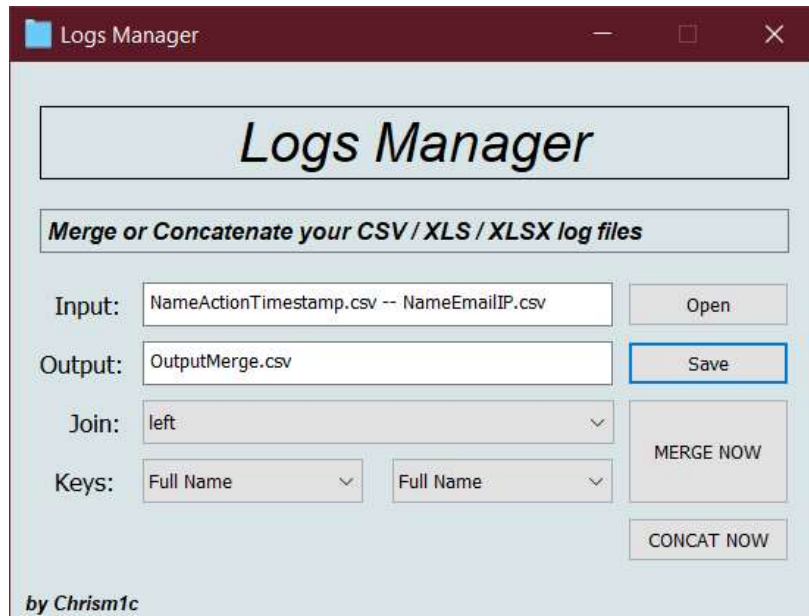 Logs Manager
Logs Manager
Merge or Concatenate your CSV / XLS / XLSX log files
Input: NameActionTimestamp.csv -- NameEmailIP.csv Open
Output: OutputMerge.csv Save
Join: left
MERGE NOW
Keys: Full Name Full Name
CONCAT NOW
by Chrism1c